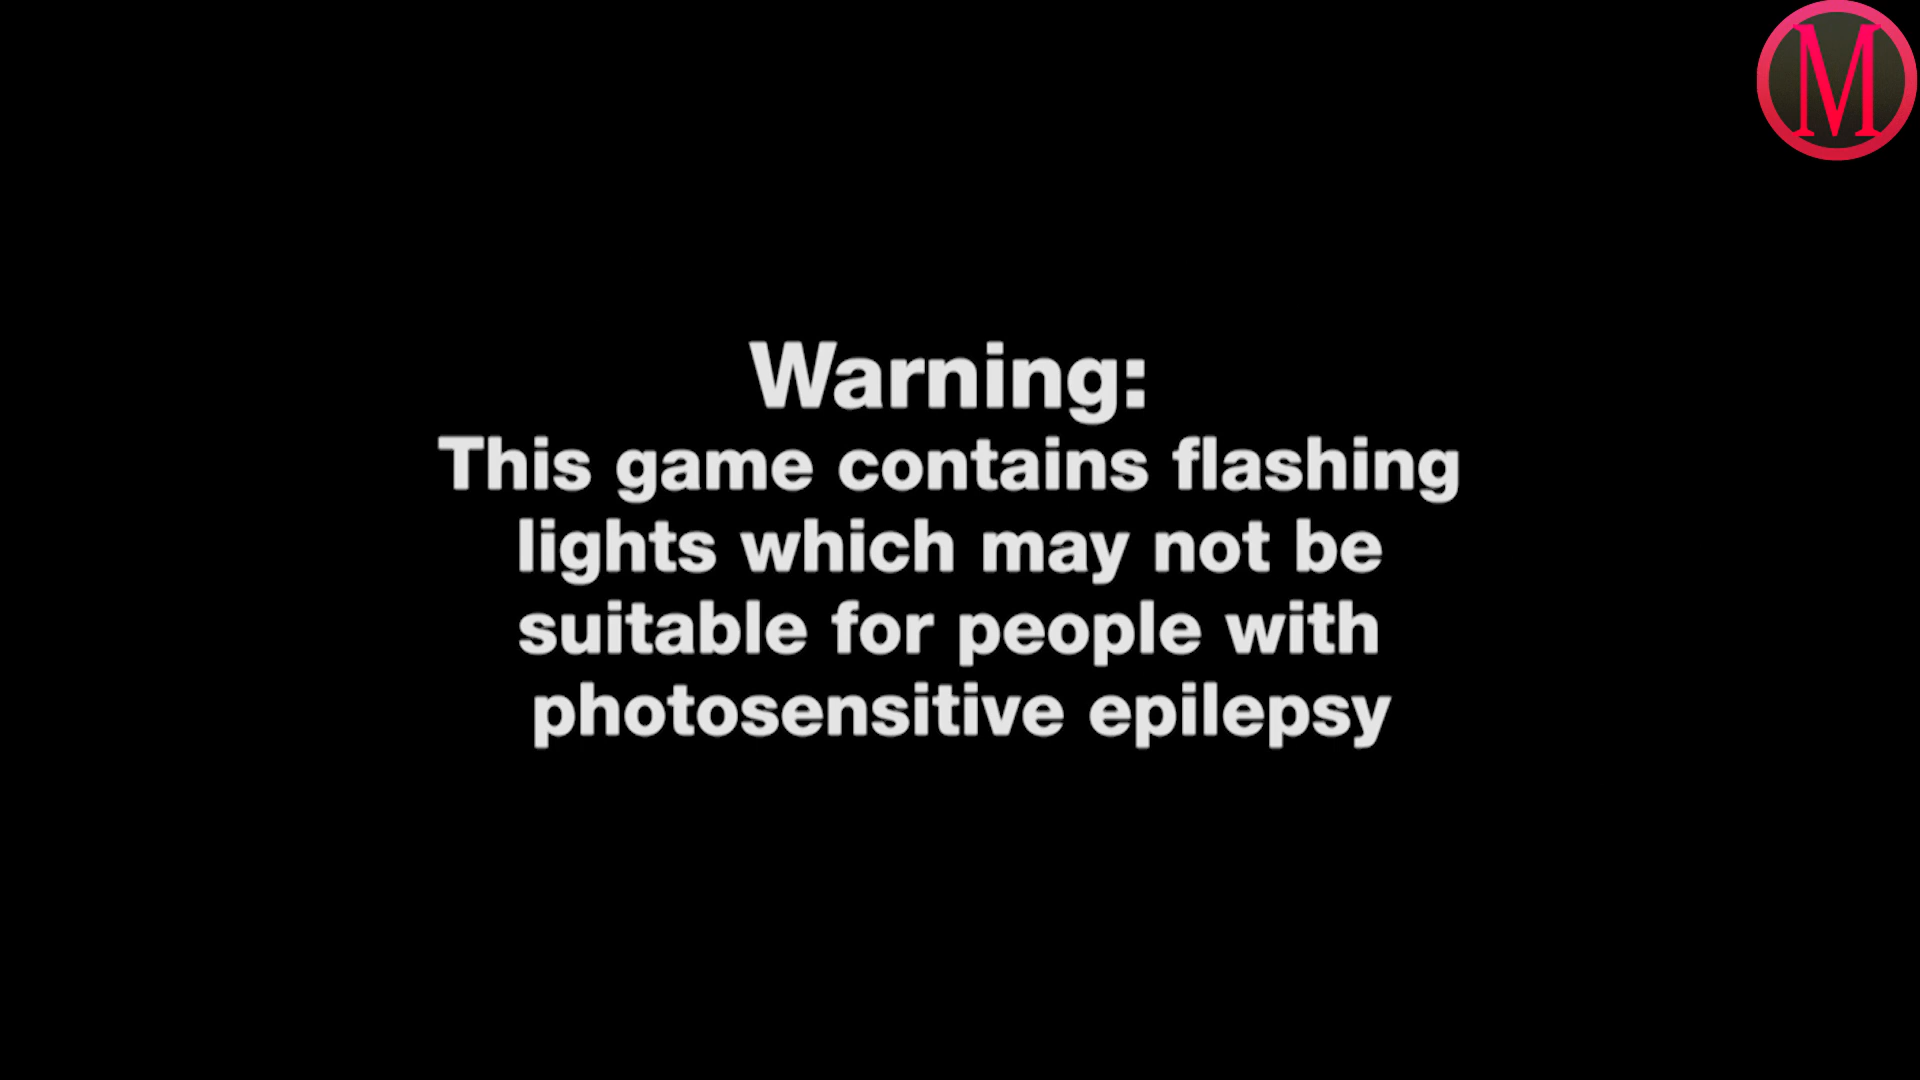 M
Warning:
This game contains flashing
lights which may not be
suitable for people with
photosensitive epilepsy